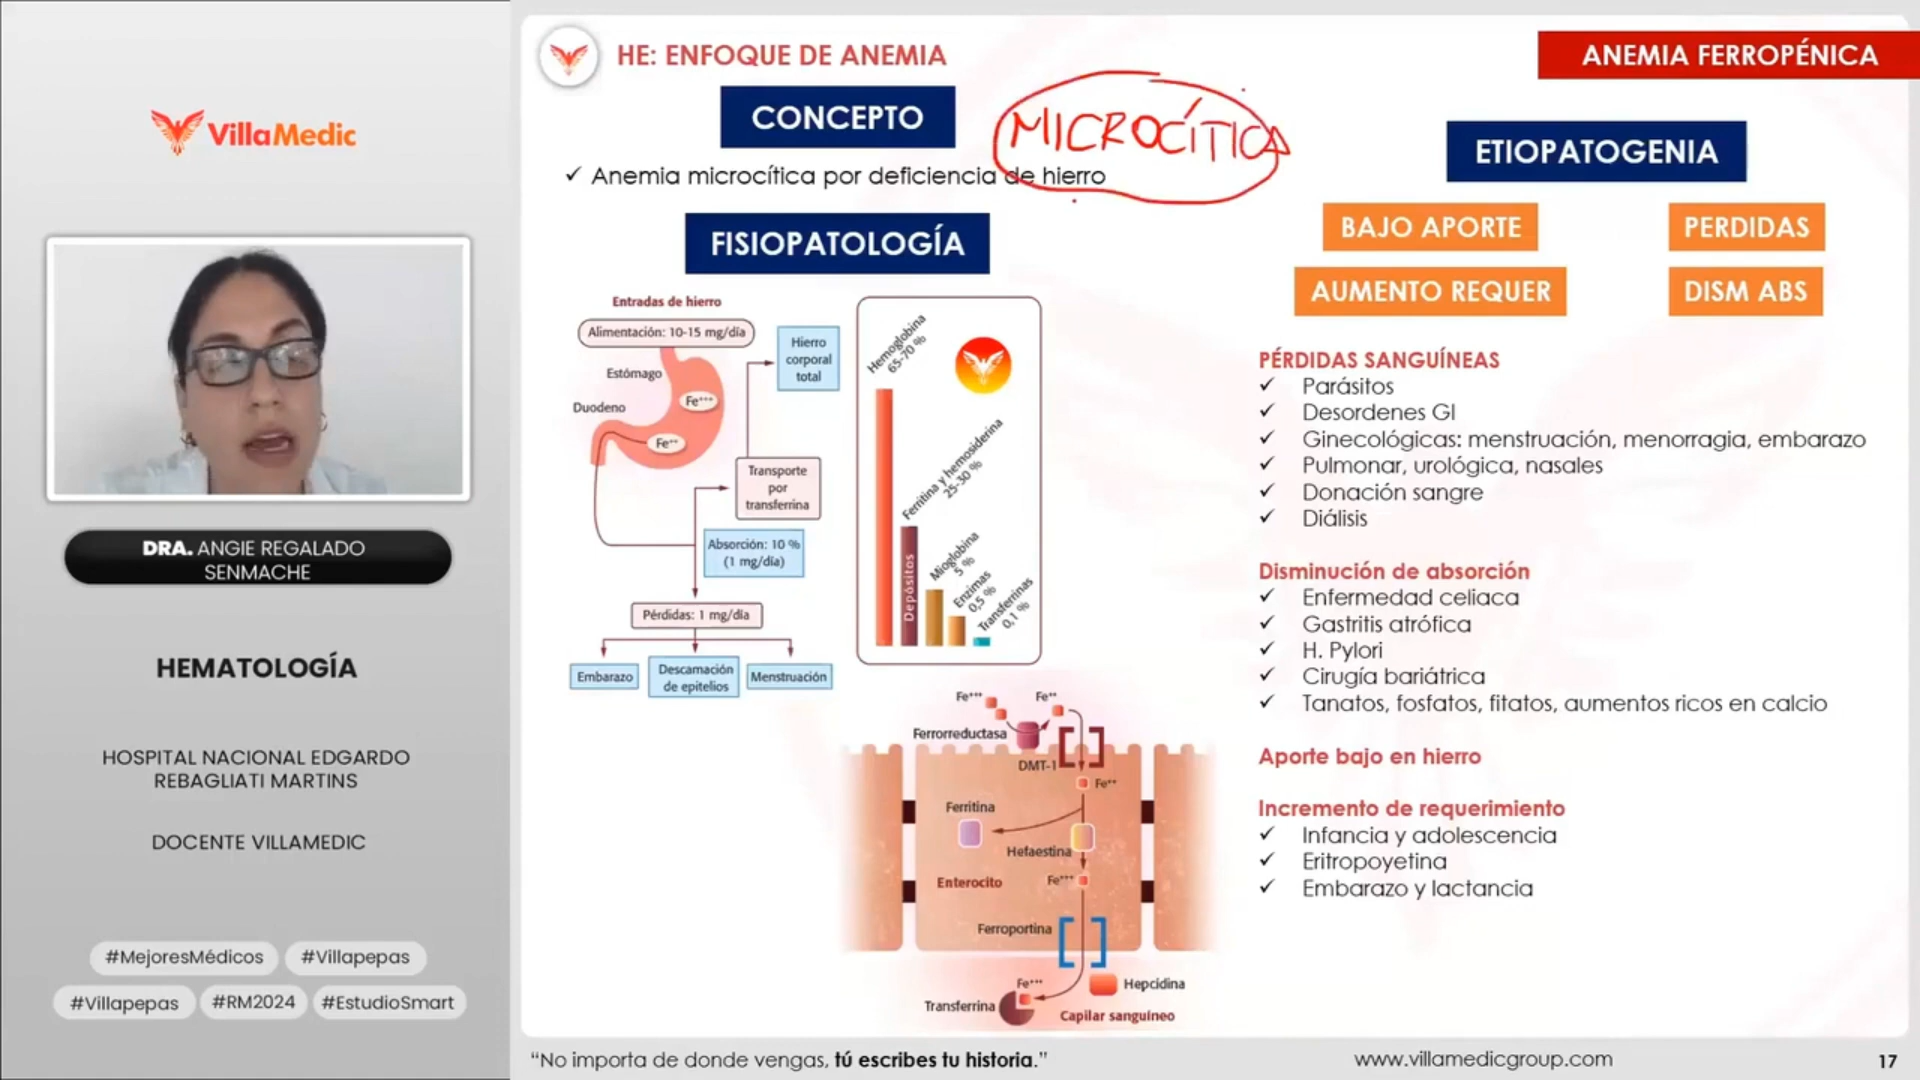 VillaMedic
DRA. ANGIE REGALADO
SENMACHE
HEMATOLOGÍA
HOSPITAL NACIONAL EDGARDO
REBAGLIATI MARTINS
DOCENTE VILLAMEDIC
#MejoresMédicos
#Villapepas
#Villapepas
#RM2024
#EstudioSmart
HE: ENFOQUE DE ANEMIA
ANEMIA FERROPÉNICA
CONCEPTO
MICROCÍTICA
✓ Anemia microcítica por deficiencia de hierro
FISIOPATOLOGÍA
Entradas de hierro
Alimentación: 10-15 mg/día
Estómago
Fe+++
Duodeno
Fe++
Hierro
corporal
total
Transporte
por
transferrina
Absorción: 10 %
(1 mg/día)
Pérdidas: 1 mg/día
Embarazo
Descamación
de epitelios
Menstruación
Hemoglobina
65-70 %
Ferritina y hemosiderina
25-30 %
Depósitos
Mioglobina
5 %
Enzimas
0,5 %
Transferrinas
0,1 %
Fe+++
Fe++
Ferrorreductasa
DMT-1
Fe++
Ferritina
Hefaestina
Enterocito
Fe+++
Ferroportina
Fe+++
Hepcidina
Transferrina
Capilar sanguíneo
ETIOPATOGENIA
BAJO APORTE
PERDIDAS
AUMENTO REQUER
DISM ABS
PÉRDIDAS SANGUÍNEAS
✓ Parásitos
✓ Desordenes GI
✓ Ginecológicas: menstruación, menorragia, embarazo
✓ Pulmonar, urológica, nasales
✓ Donación sangre
✓ Diálisis
Disminución de absorción
✓ Enfermedad celiaca
✓ Gastritis atrófica
✓ H. Pylori
✓ Cirugía bariátrica
✓ Tanatos, fosfatos, fitatos, aumentos ricos en calcio
Aporte bajo en hierro
Incremento de requerimiento
✓ Infancia y adolescencia
✓ Eritropoyetina
✓ Embarazo y lactancia
“No importa de donde vengas, tú escribes tu historia.”
www.villamedicgroup.com
17